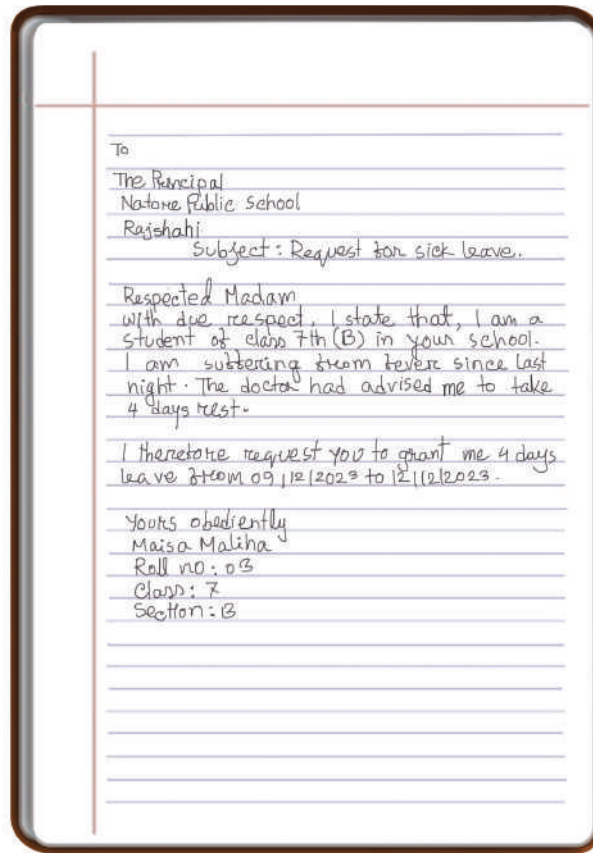 To
The Principal
Natore Public School
Rajshahi
Subject: Request for sick leave.
Respected Madam
With due respect, I state that, I am a
student of class 7th (B) in your school.
I am suffering from fever since last
night. The doctor had advised me to take
4 days rest.
I therefore request you to grant me 4 days
leave from 09/12/2023 to 12/12/2023.
Yours obediently
Maisa Maliha
Roll no: 03
Class: 7
Section: B